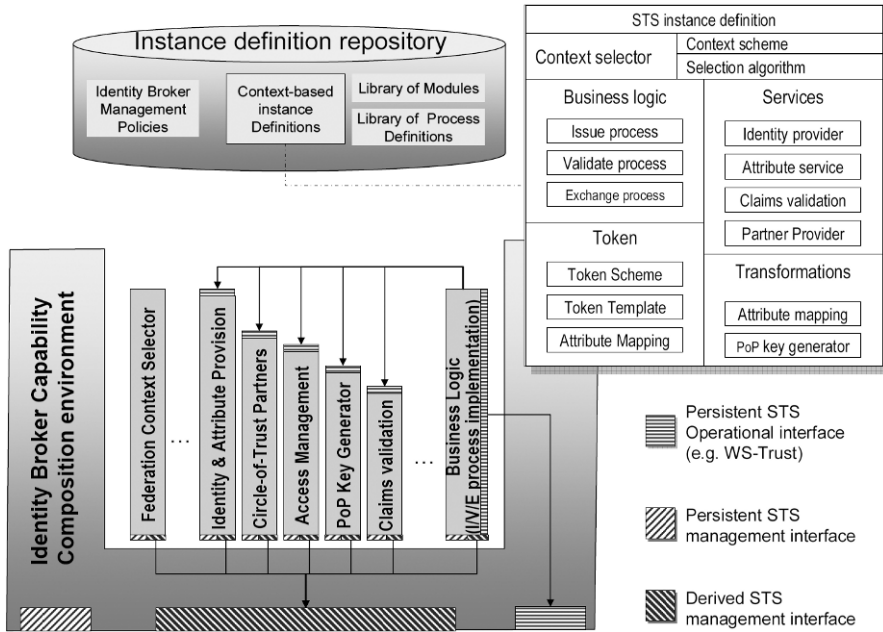 Instance definition repository
Identity Broker
Management
Policies
Context-based
instance
Definitions
Library of Modules
Library of Process
Definitions
STS instance definition
Context selector
Context scheme
Selection algorithm
Business logic
Issue process
Validate process
Exchange process
Services
Identity provider
Attribute service
Claims validation
Partner Provider
Token
Token Scheme
Token Template
Attribute Mapping
Transformations
Attribute mapping
PoP key generator
Identity Broker Capability
Composition environment
Federation Context Selector
...
Identity & Attribute Provision
Circle-of-Trust Partners
Access Management
PoP Key Generator
Claims validation
...
Business Logic
(I/V/E process implementation)
Persistent STS
Operational interface
(e.g. WS-Trust)
Persistent STS
management interface
Derived STS
management interface